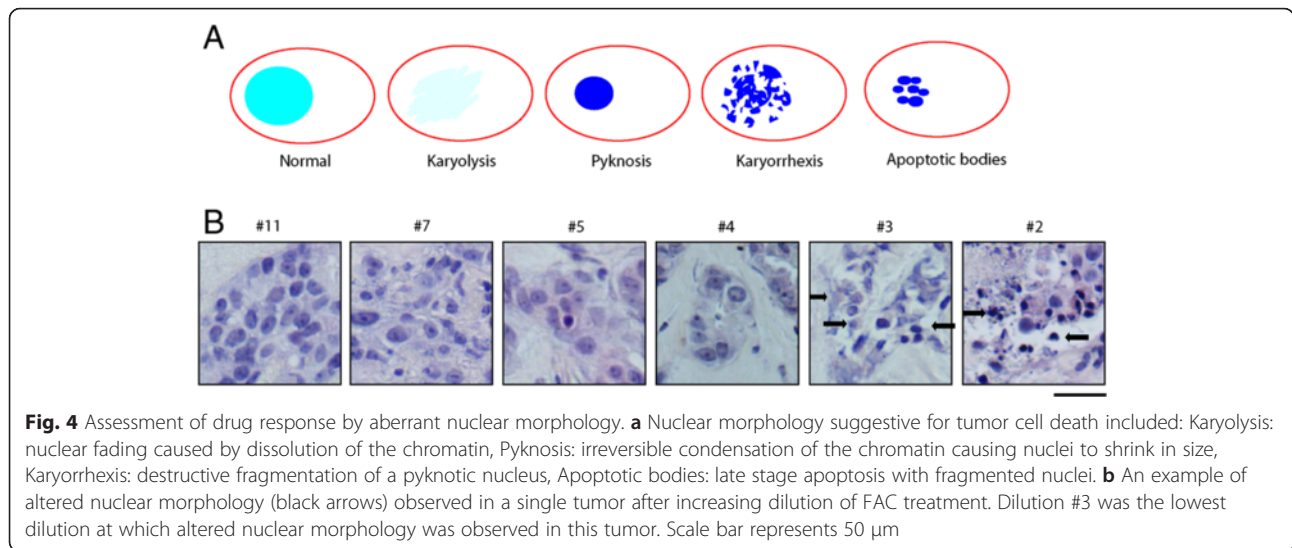 A
Normal Karyolysis Pyknosis Karyorrhexis Apoptotic bodies
B
#11 #7 #5 #4 #3 #2
Fig. 4 Assessment of drug response by aberrant nuclear morphology. a Nuclear morphology suggestive for tumor cell death included: Karyolysis:
nuclear fading caused by dissolution of the chromatin, Pyknosis: irreversible condensation of the chromatin causing nuclei to shrink in size,
Karyorrhexis: destructive fragmentation of a pyknotic nucleus, Apoptotic bodies: late stage apoptosis with fragmented nuclei. b An example of
altered nuclear morphology (black arrows) observed in a single tumor after increasing dilution of FAC treatment. Dilution #3 was the lowest
dilution at which altered nuclear morphology was observed in this tumor. Scale bar represents 50 μm